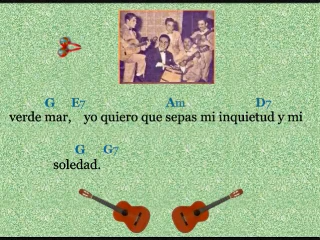 G E7 Am D7
verde mar, yo quiero que sepas mi inquietud y mi
G G7
soledad.